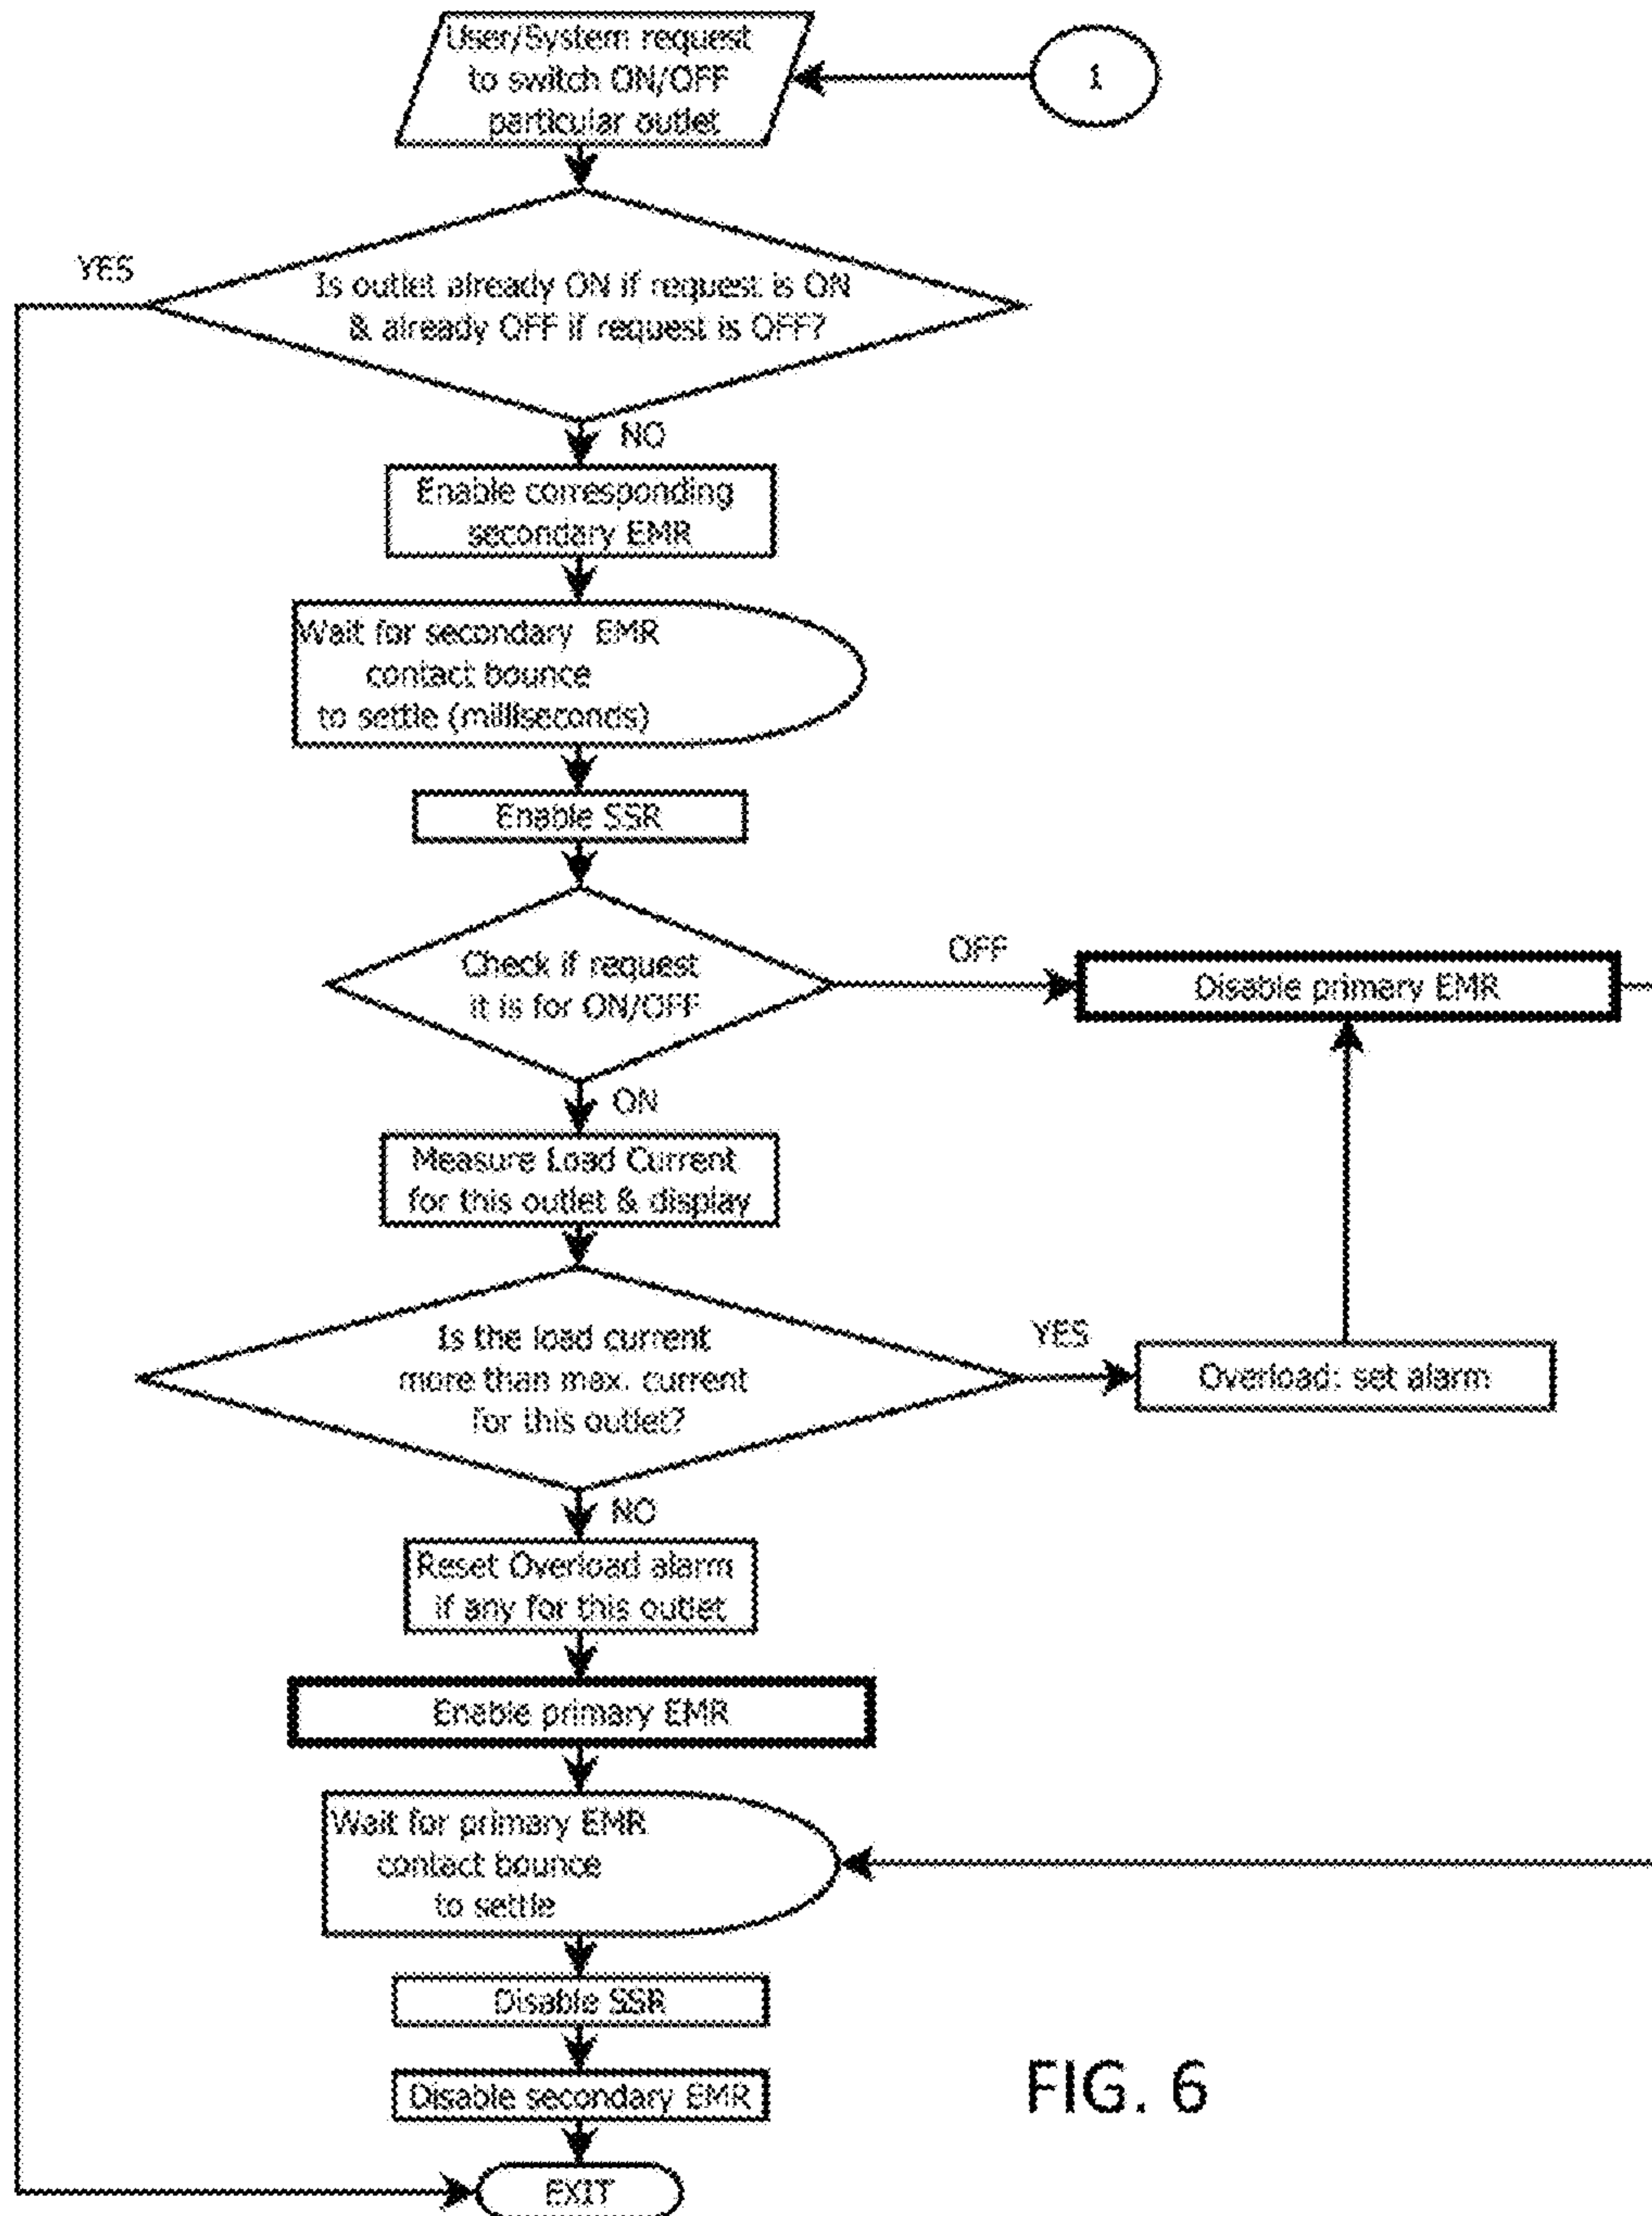 User/System request
to switch ON/OFF
particular outlet
1
YES
Is outlet already ON if request is ON
& already OFF if request is OFF?
NO
Enable corresponding
secondary EMR
Wait for secondary EMR
contact bounce
to settle (milliseconds)
Enable SSR
Check if request
it is for ON/OFF
OFF
Disable primary EMR
ON
Measure Load Current
for this outlet & display
Is the load current
more than max. current
for this outlet?
YES
Overload: set alarm
NO
Reset Overload alarm
if any for this outlet
Enable primary EMR
Wait for primary EMR
contact bounce
to settle
Disable SSR
Disable secondary EMR
EXIT
FIG. 6